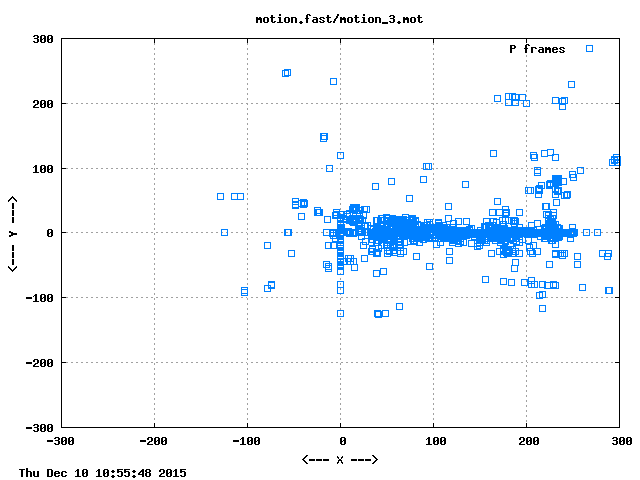 motion.fast/motion_3.mot
P frames
300
200
100
0
-100
-200
-300
<--- Y --->
-300 -200 -100 0 100 200 300
<--- X --->
Thu Dec 10 10:55:48 2015